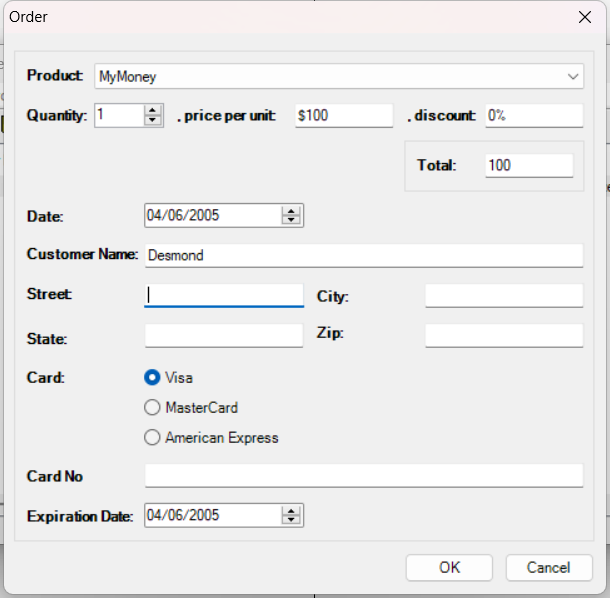 Order
Product: MyMoney
Quantity: 1 , price per unit: $100 , discount: 0%
Total: 100
Date: 04/06/2005
Customer Name: Desmond
Street: City:
State: Zip:
Card: Visa
MasterCard
American Express
Card No
Expiration Date: 04/06/2005
OK Cancel